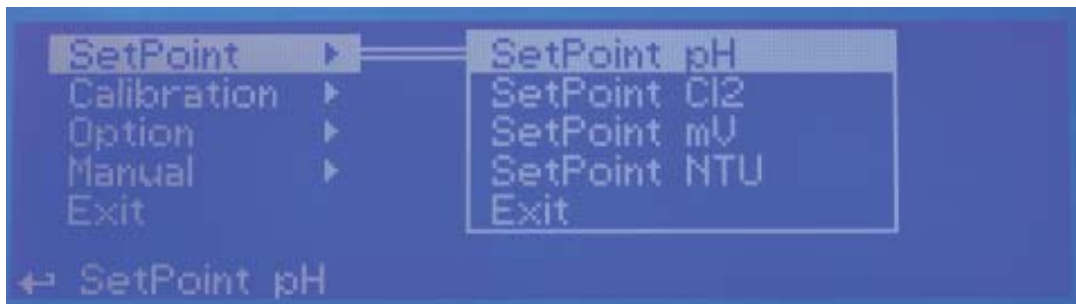 SetPoint
Calibration
Option
Manual
Exit
SetPoint pH
SetPoint Cl2
SetPoint mV
SetPoint NTU
Exit
SetPoint pH